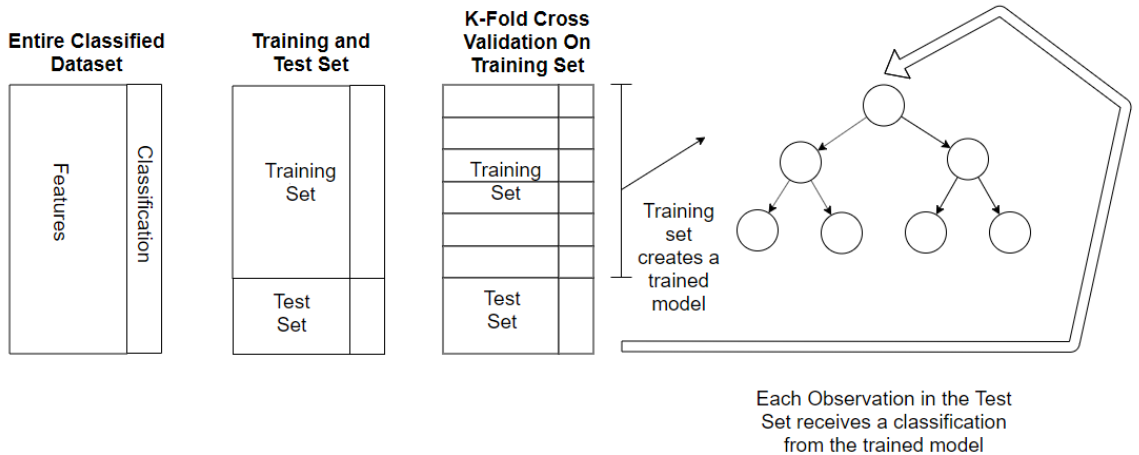 Entire Classified
Dataset
Features
Classification
Training and
Test Set
Training
Set
Test
Set
K-Fold Cross
Validation On
Training Set
Training
Set
Test
Set
Training
set
creates a
trained
model
Each Observation in the Test
Set receives a classification
from the trained model